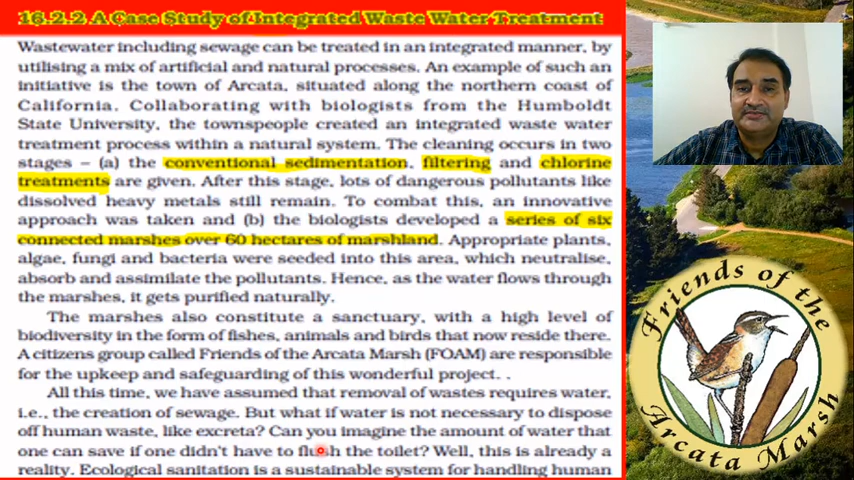 16.2.2 A Case Study of Integrated Waste Water Treatment
Wastewater including sewage can be treated in an integrated manner, by
utilising a mix of artificial and natural processes. An example of such an
initiative is the town of Arcata, situated along the northern coast of
California. Collaborating with biologists from the Humboldt
State University, the townspeople created an integrated waste water
treatment process within a natural system. The cleaning occurs in two
stages – (a) the conventional sedimentation, filtering and chlorine
treatments are given. After this stage, lots of dangerous pollutants like
dissolved heavy metals still remain. To combat this, an innovative
approach was taken and (b) the biologists developed a series of six
connected marshes over 60 hectares of marshland. Appropriate plants,
algae, fungi and bacteria were seeded into this area, which neutralise,
absorb and assimilate the pollutants. Hence, as the water flows through
the marshes, it gets purified naturally.
The marshes also constitute a sanctuary, with a high level of
biodiversity in the form of fishes, animals and birds that now reside there.
A citizens group called Friends of the Arcata Marsh (FOAM) are responsible
for the upkeep and safeguarding of this wonderful project. .
All this time, we have assumed that removal of wastes requires water,
i.e., the creation of sewage. But what if water is not necessary to dispose
off human waste, like excreta? Can you imagine the amount of water that
one can save if one didn't have to flush the toilet? Well, this is already a
reality. Ecological sanitation is a sustainable system for handling human
Friends of the
Arcata Marsh